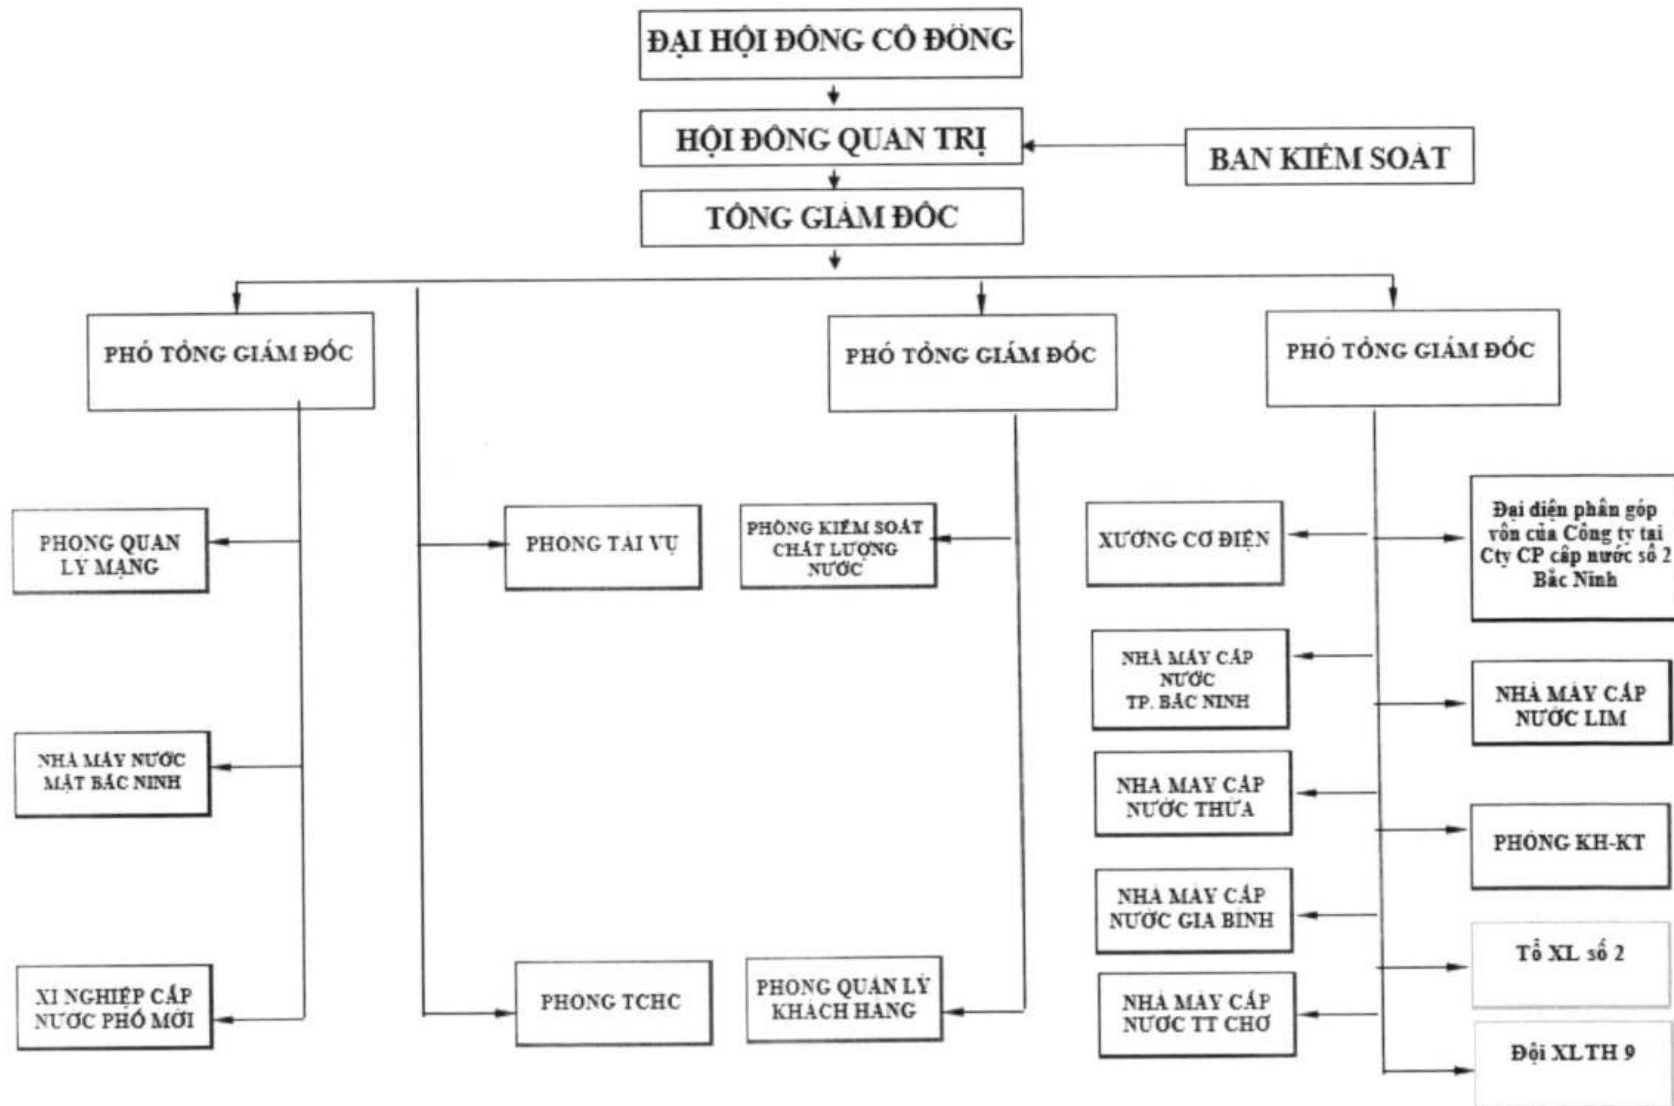 ĐẠI HỘI ĐỒNG CỔ ĐÔNG
HỘI ĐỒNG QUẢN TRỊ
BAN KIỂM SOÁT
TỔNG GIÁM ĐỐC
PHÓ TỔNG GIÁM ĐỐC
PHÓ TỔNG GIÁM ĐỐC
PHÓ TỔNG GIÁM ĐỐC
PHÒNG QUẢN
LÝ MẠNG
PHÒNG TÀI VỤ
PHÒNG KIỂM SOÁT
CHẤT LƯỢNG
NƯỚC
XƯỞNG CƠ ĐIỆN
Đại diện phần góp
vốn của Công ty tại
Cty CP cấp nước số 2
Bắc Ninh
NHÀ MÁY CẤP
NƯỚC
TP. BẮC NINH
NHÀ MÁY CẤP
NƯỚC LIM
NHÀ MÁY NƯỚC
MẶT BẮC NINH
NHÀ MÁY CẤP
NƯỚC THỨA
PHÒNG KH-KT
NHÀ MÁY CẤP
NƯỚC GIA BÌNH
Tổ XL số 2
XÍ NGHIỆP CẤP
NƯỚC PHỐ MỚI
PHÒNG TCHC
PHÒNG QUẢN LÝ
KHÁCH HÀNG
NHÀ MÁY CẤP
NƯỚC TT CHỜ
Đội XLTH 9